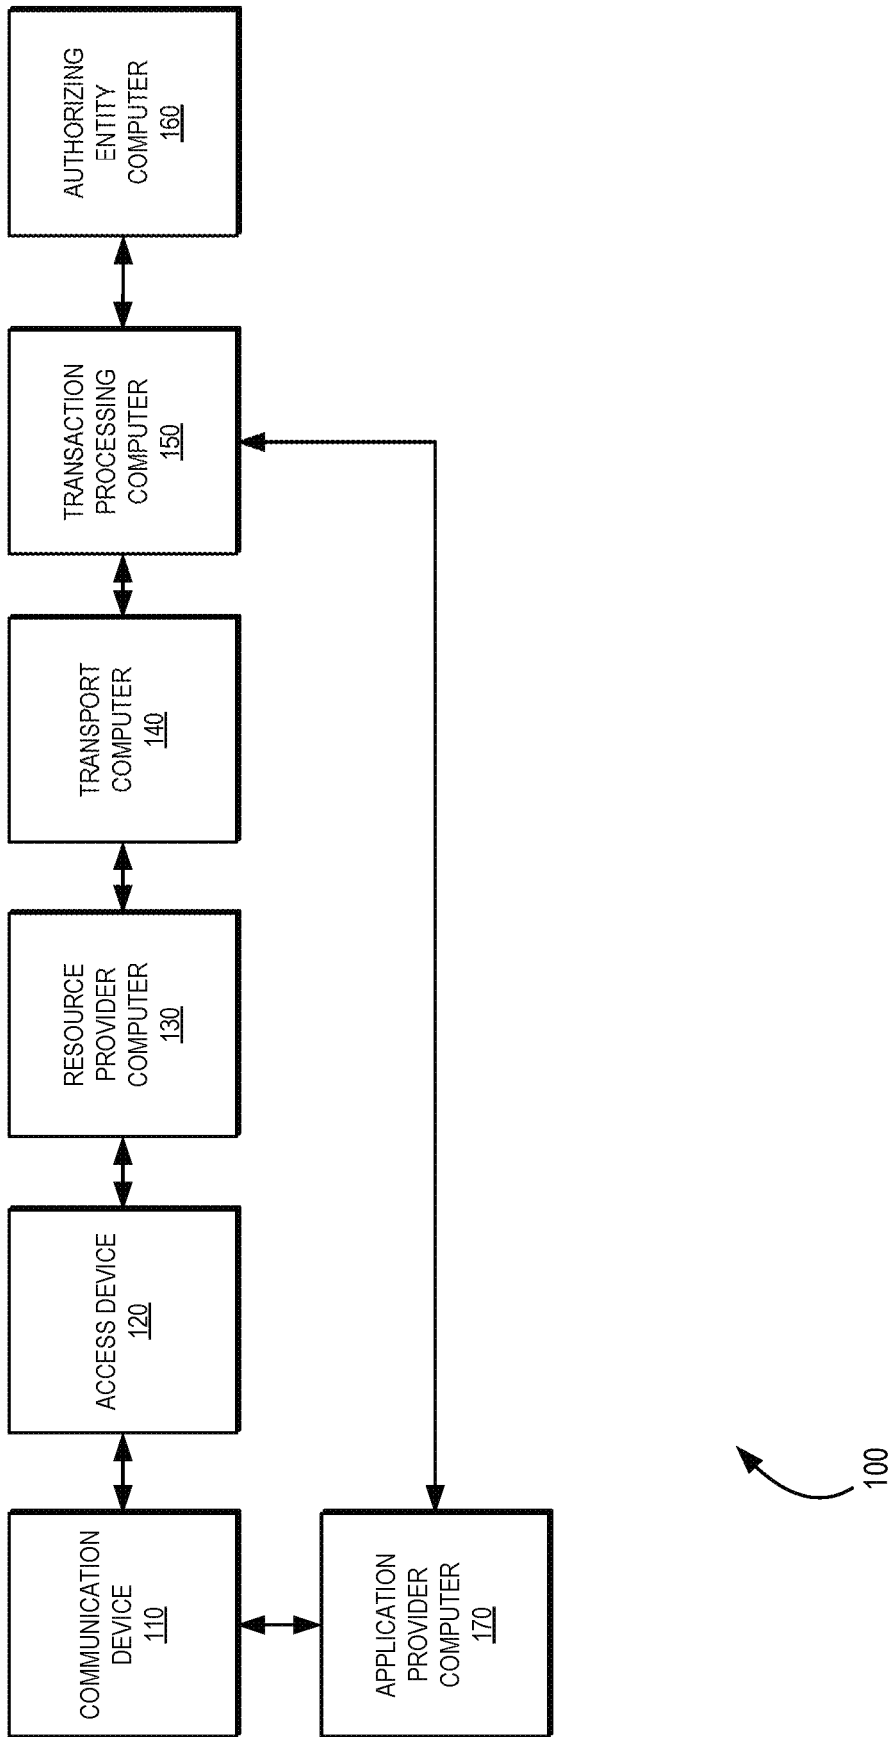 COMMUNICATION
DEVICE
110
ACCESS DEVICE
120
RESOURCE
PROVIDER
COMPUTER
130
TRANSPORT
COMPUTER
140
TRANSACTION
PROCESSING
COMPUTER
150
AUTHORIZING
ENTITY
COMPUTER
160
APPLICATION
PROVIDER
COMPUTER
170
100